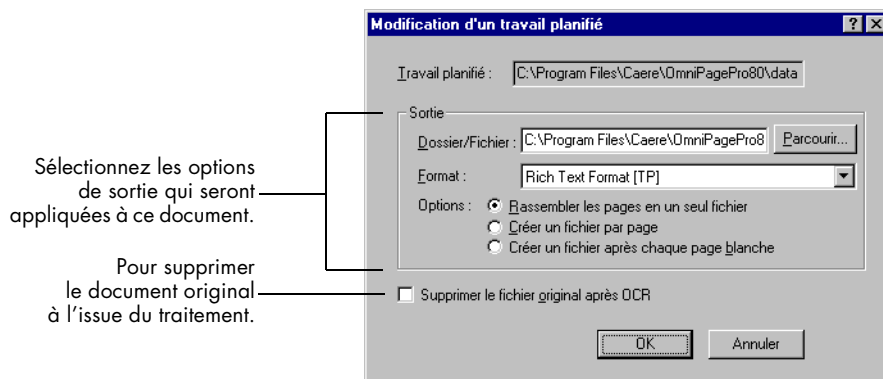 Modification d'un travail planifié
Travail planifié : C:\Program Files\Caere\OmniPagePro80\data
Sortie
Dossier/Fichier : C:\Program Files\Caere\OmniPagePro8 Parcourir...
Format : Rich Text Format [TP]
Options : Rassembler les pages en un seul fichier
Créer un fichier par page
Créer un fichier après chaque page blanche
Supprimer le fichier original après OCR
OK Annuler
Sélectionnez les options
de sortie qui seront
appliquées à ce document.
Pour supprimer
le document original
à l'issue du traitement.